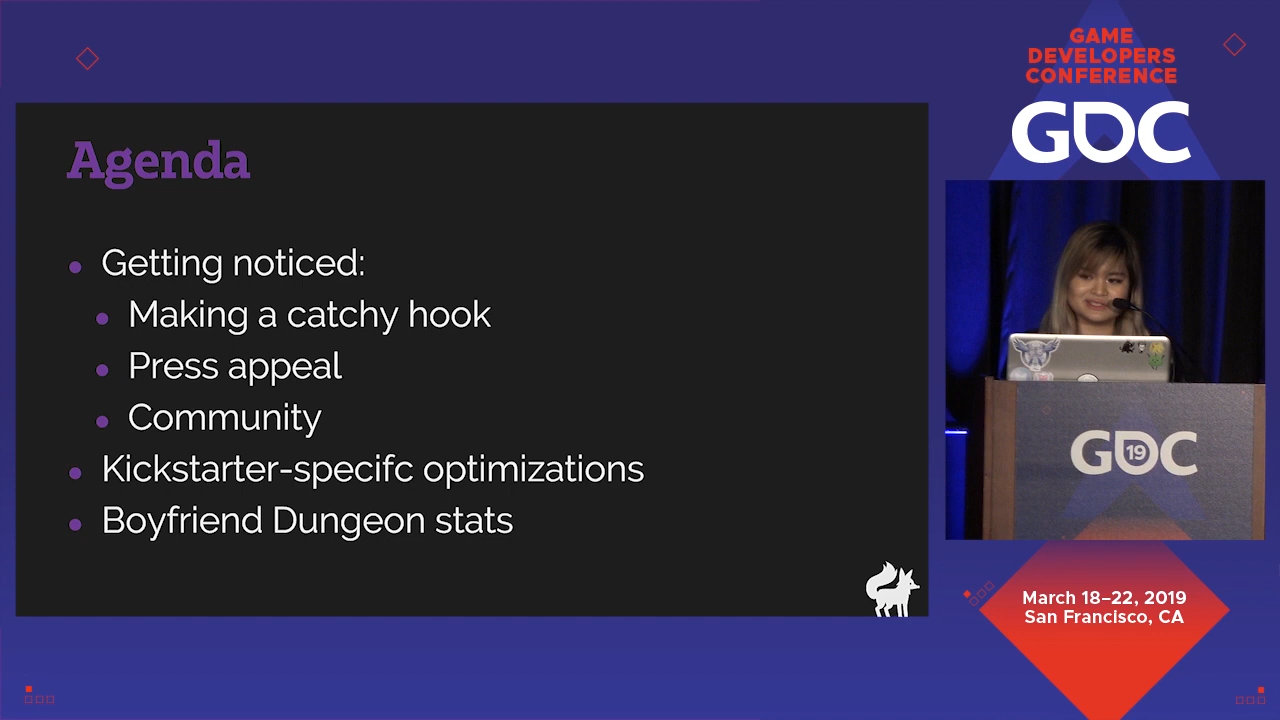 Agenda
Getting noticed:
Making a catchy hook
Press appeal
Community
Kickstarter-specifc optimizations
Boyfriend Dungeon stats
GAME
DEVELOPERS
CONFERENCE
GDC
GDC
19
March 18–22, 2019
San Francisco, CA